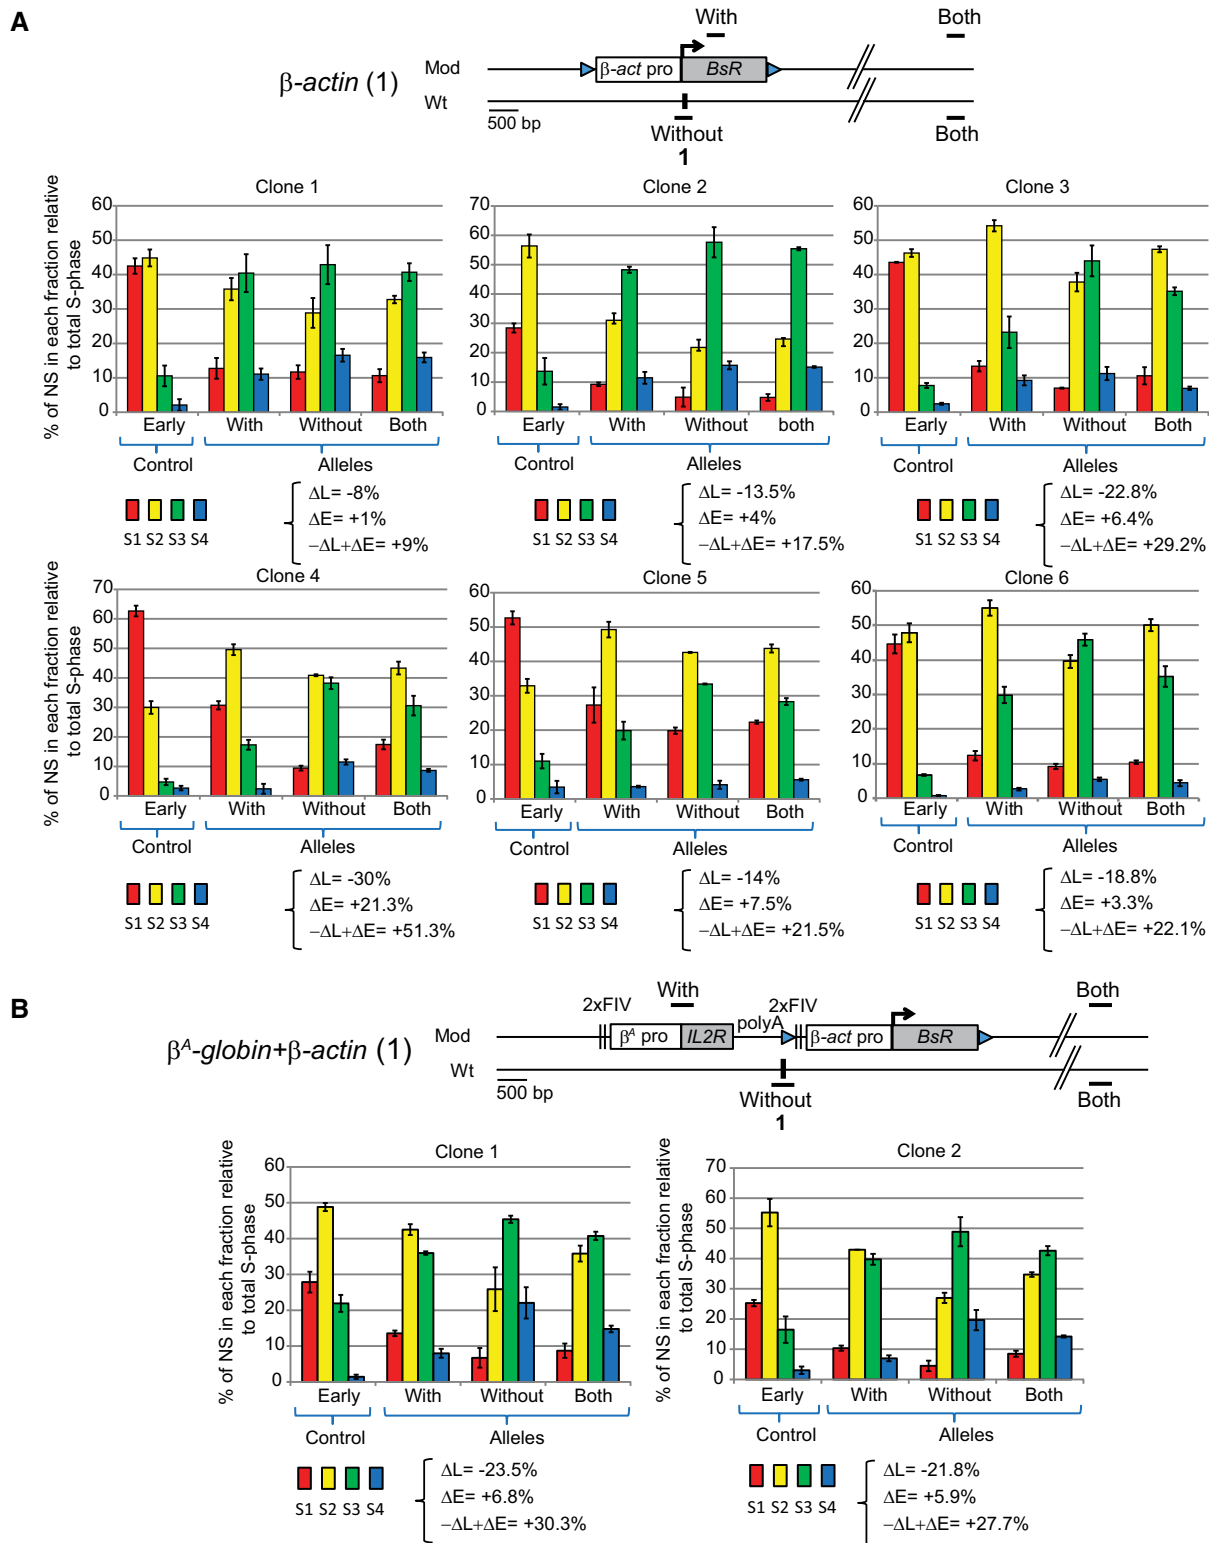 A
With
Both
β-actin (1)
Mod
β-act pro
BsR
Wt
500 bp
Without
1
Both
% of NS in each fraction relative
to total S-phase
Clone 1
60
50
40
30
20
10
0
Early
With
Without
Both
Control
Alleles
S1 S2 S3 S4
ΔL= -8%
ΔE= +1%
−ΔL+ΔE= +9%
Clone 2
70
60
50
40
30
20
10
0
Early
With
Without
both
Control
Alleles
S1 S2 S3 S4
ΔL= -13.5%
ΔE= +4%
−ΔL+ΔE= +17.5%
Clone 3
60
50
40
30
20
10
0
Early
With
Without
Both
Control
Alleles
S1 S2 S3 S4
ΔL= -22.8%
ΔE= +6.4%
−ΔL+ΔE= +29.2%
% of NS in each fraction relative
to total S-phase
Clone 4
70
60
50
40
30
20
10
0
Early
With
Without
Both
Control
Alleles
S1 S2 S3 S4
ΔL= -30%
ΔE= +21.3%
−ΔL+ΔE= +51.3%
Clone 5
60
50
40
30
20
10
0
Early
With
Without
Both
Control
Alleles
S1 S2 S3 S4
ΔL= -14%
ΔE= +7.5%
−ΔL+ΔE= +21.5%
Clone 6
60
50
40
30
20
10
0
Early
With
Without
Both
Control
Alleles
S1 S2 S3 S4
ΔL= -18.8%
ΔE= +3.3%
−ΔL+ΔE= +22.1%
B
With
2xFIV
2xFIV
Both
βᴬ-globin+β-actin (1)
Mod
βᴬ pro
IL2R
polyA
β-act pro
BsR
Wt
500 bp
Without
1
Both
% of NS in each fraction relative
to total S-phase
Clone 1
60
50
40
30
20
10
0
Early
With
Without
Both
Control
Alleles
S1 S2 S3 S4
ΔL= -23.5%
ΔE= +6.8%
−ΔL+ΔE= +30.3%
% of NS in each fraction relative
to total S-phase
Clone 2
70
60
50
40
30
20
10
0
Early
With
Without
Both
Control
Alleles
S1 S2 S3 S4
ΔL= -21.8%
ΔE= +5.9%
−ΔL+ΔE= +27.7%